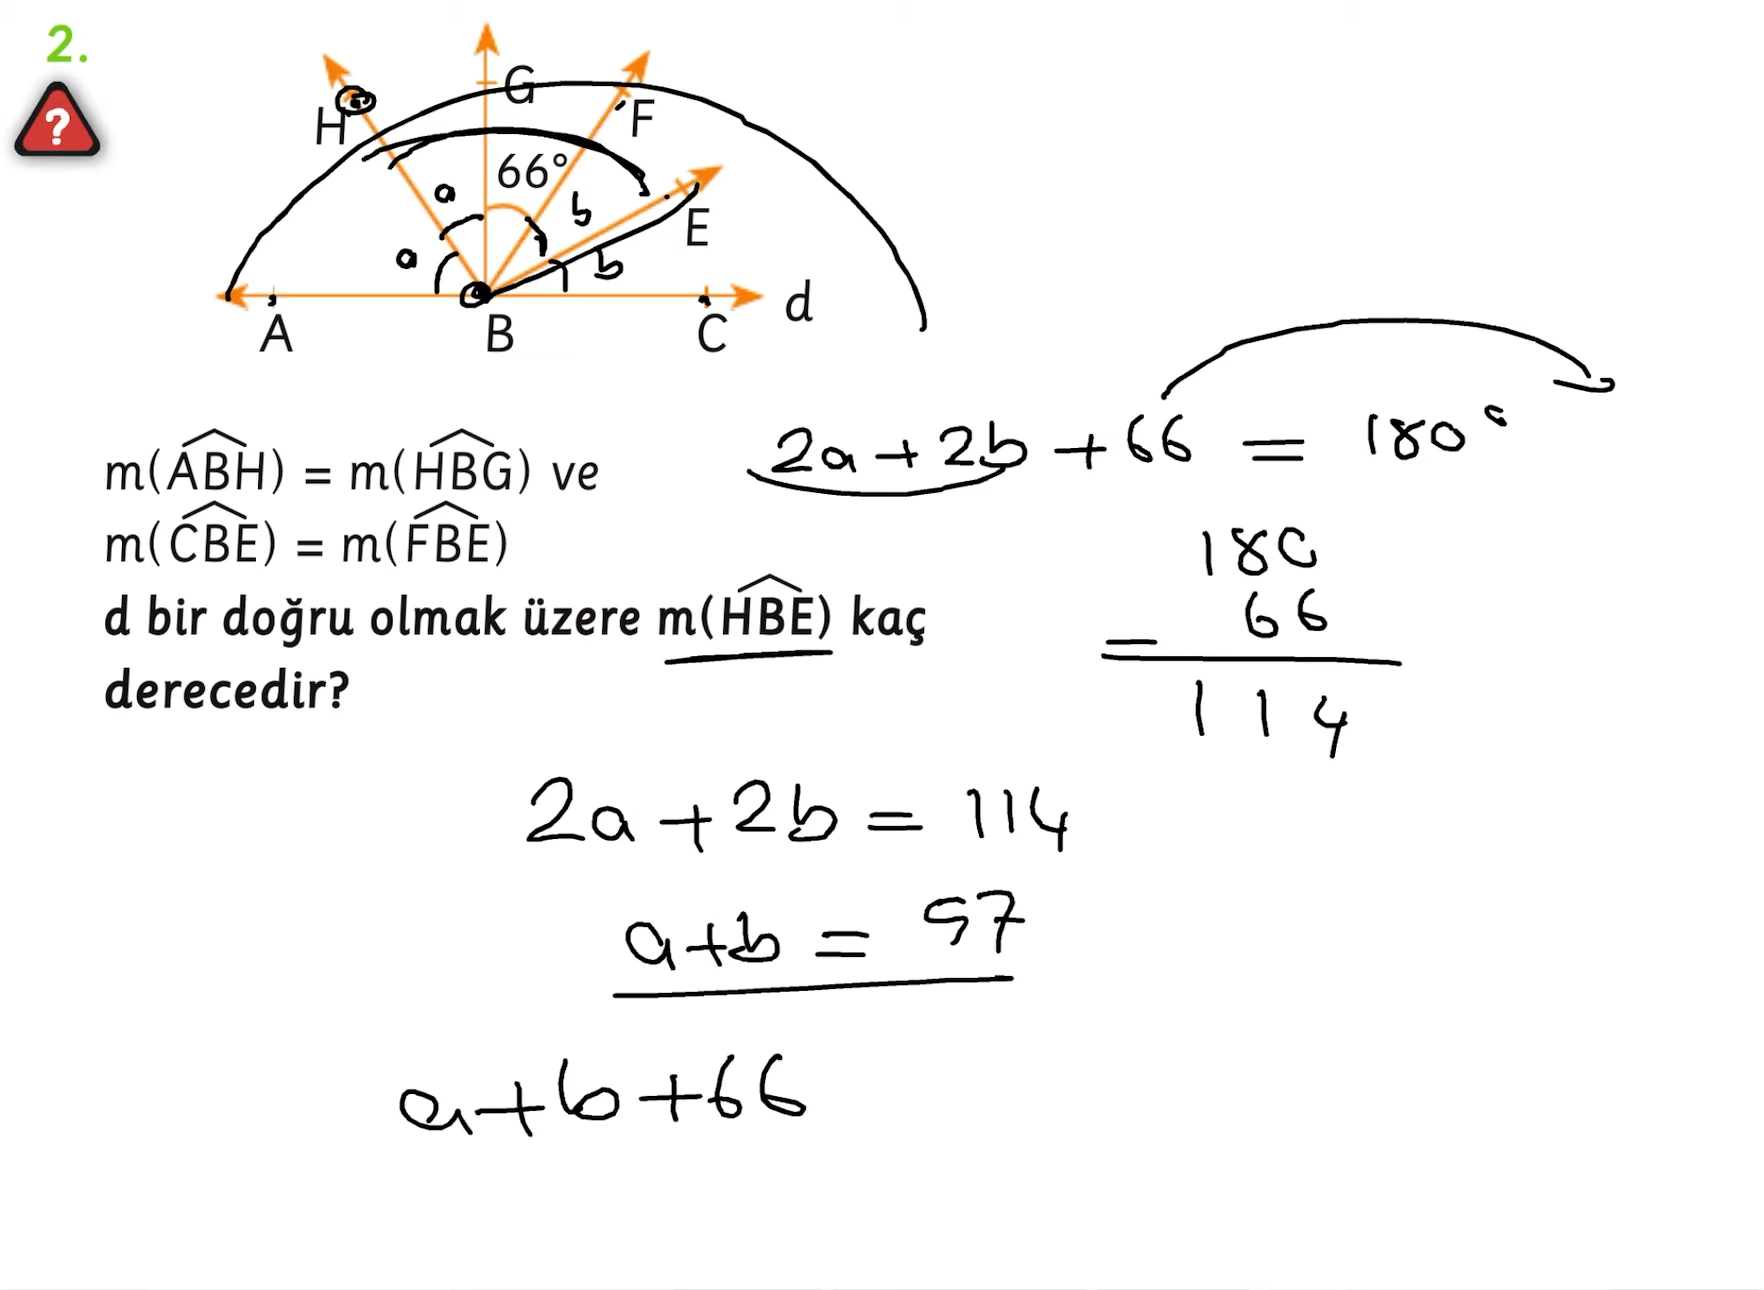 2.
?
H G F
66°
a b E
a b
A B C d
2a + 2b + 66 = 180°
m(ABH) = m(HBG) ve
m(CBE) = m(FBE)
d bir doğru olmak üzere m(HBE) kaç
derecedir?
180
66
—
114
2a + 2b = 114
a+b = 57
a+b+66